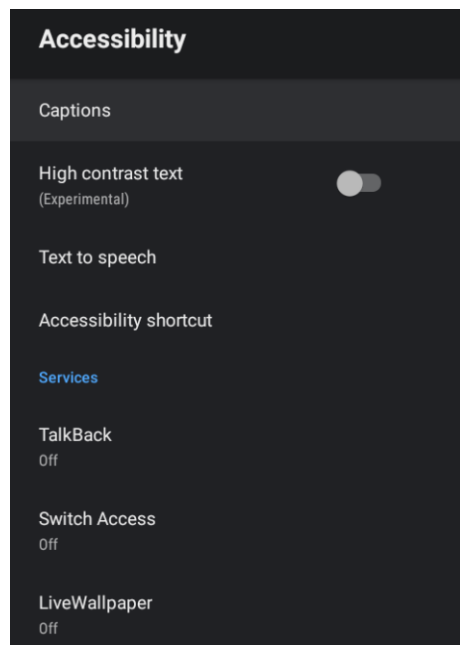 Accessibility
Captions
High contrast text
(Experimental)
Text to speech
Accessibility shortcut
Services
TalkBack
Off
Switch Access
Off
LiveWallpaper
Off